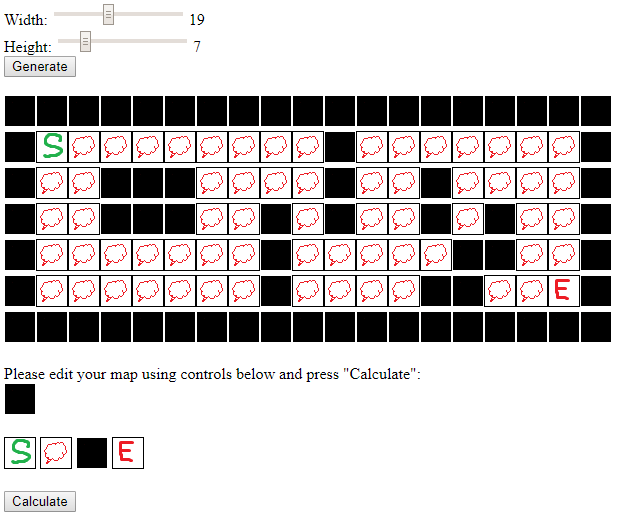 Width: 19
Height: 7
Generate
S
E
Please edit your map using controls below and press "Calculate":
S E
Calculate